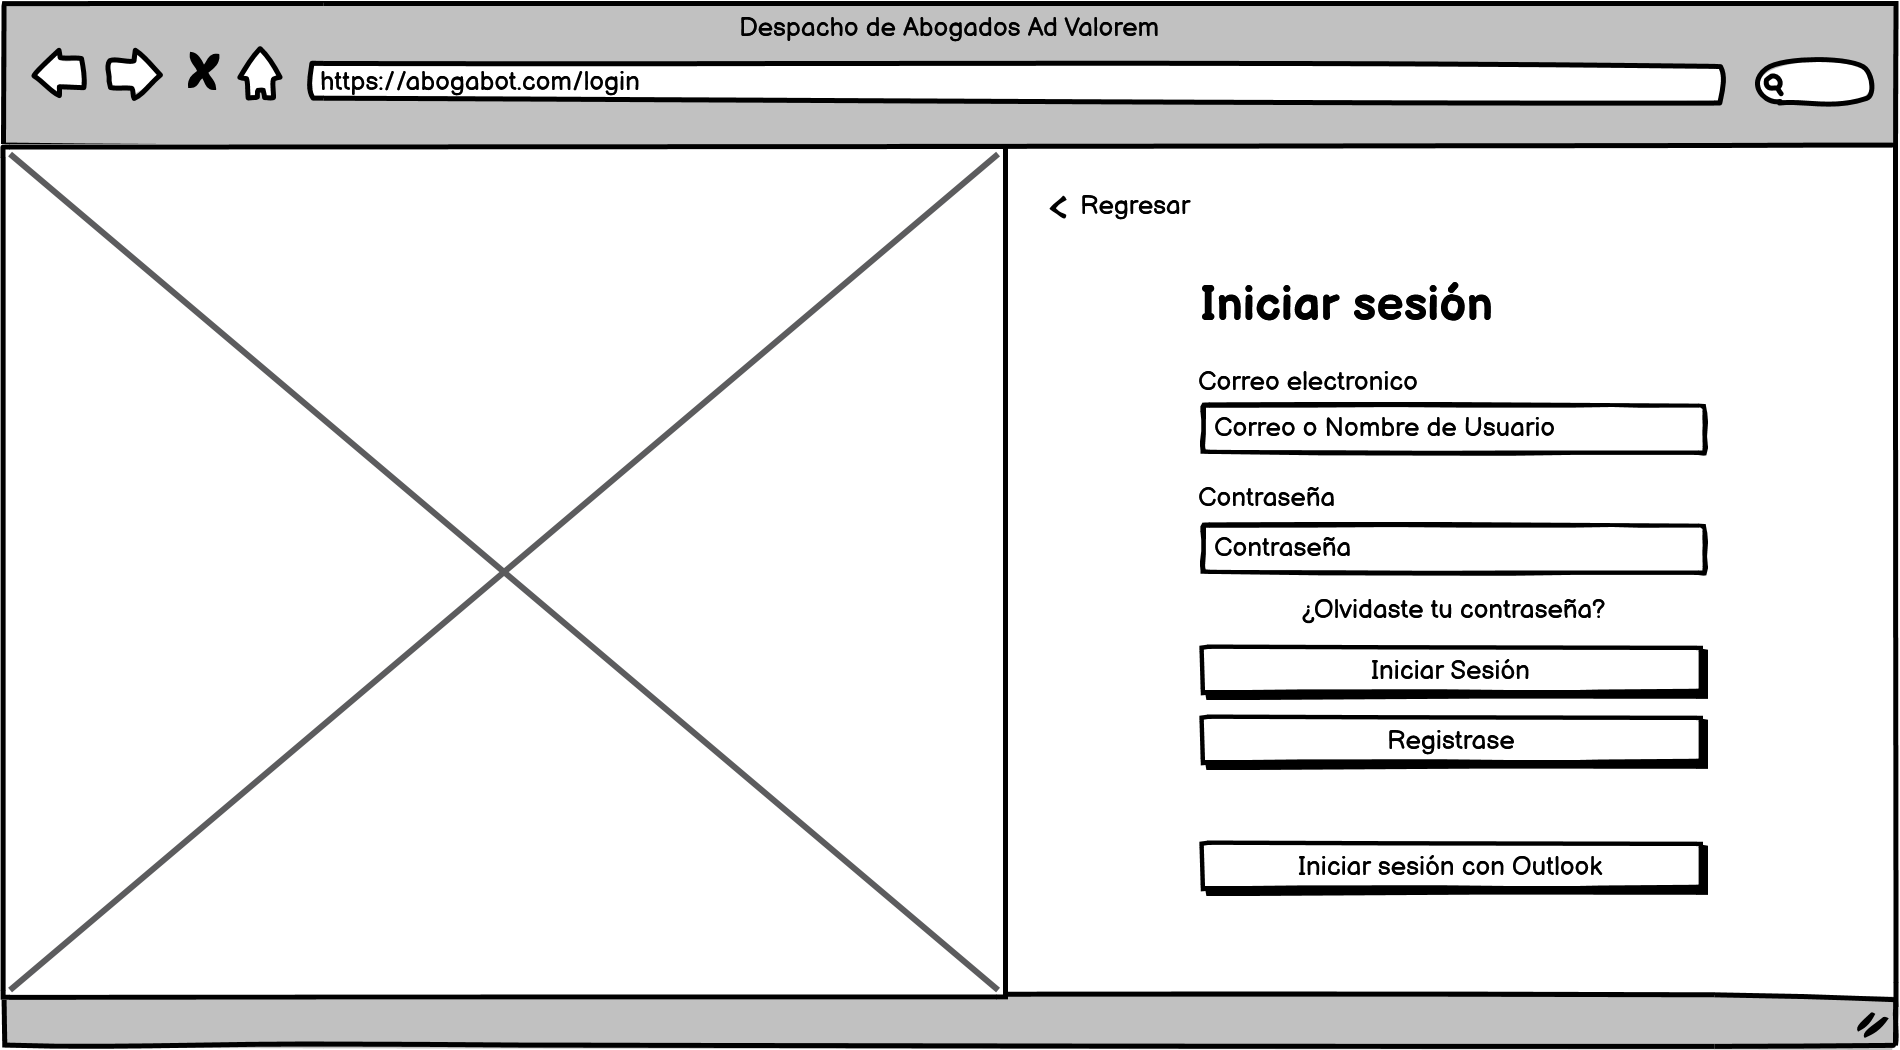 Despacho de Abogados Ad Valorem
https://abogabot.com/login
Regresar
Iniciar sesión
Correo electronico
Correo o Nombre de Usuario
Contraseña
Contraseña
¿Olvidaste tu contraseña?
Iniciar Sesión
Registrase
Iniciar sesión con Outlook